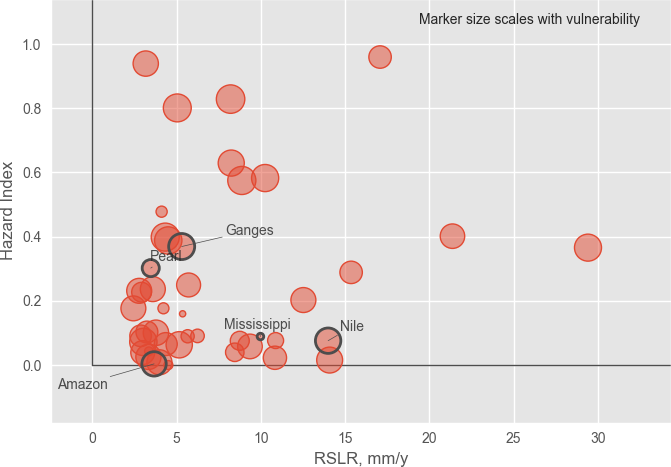 Marker size scales with vulnerability
1.0
0.8
0.6
0.4
0.2
0.0
Hazard Index
Ganges
Pearl
Mississippi
Nile
Amazon
0 5 10 15 20 25 30
RSLR, mm/y